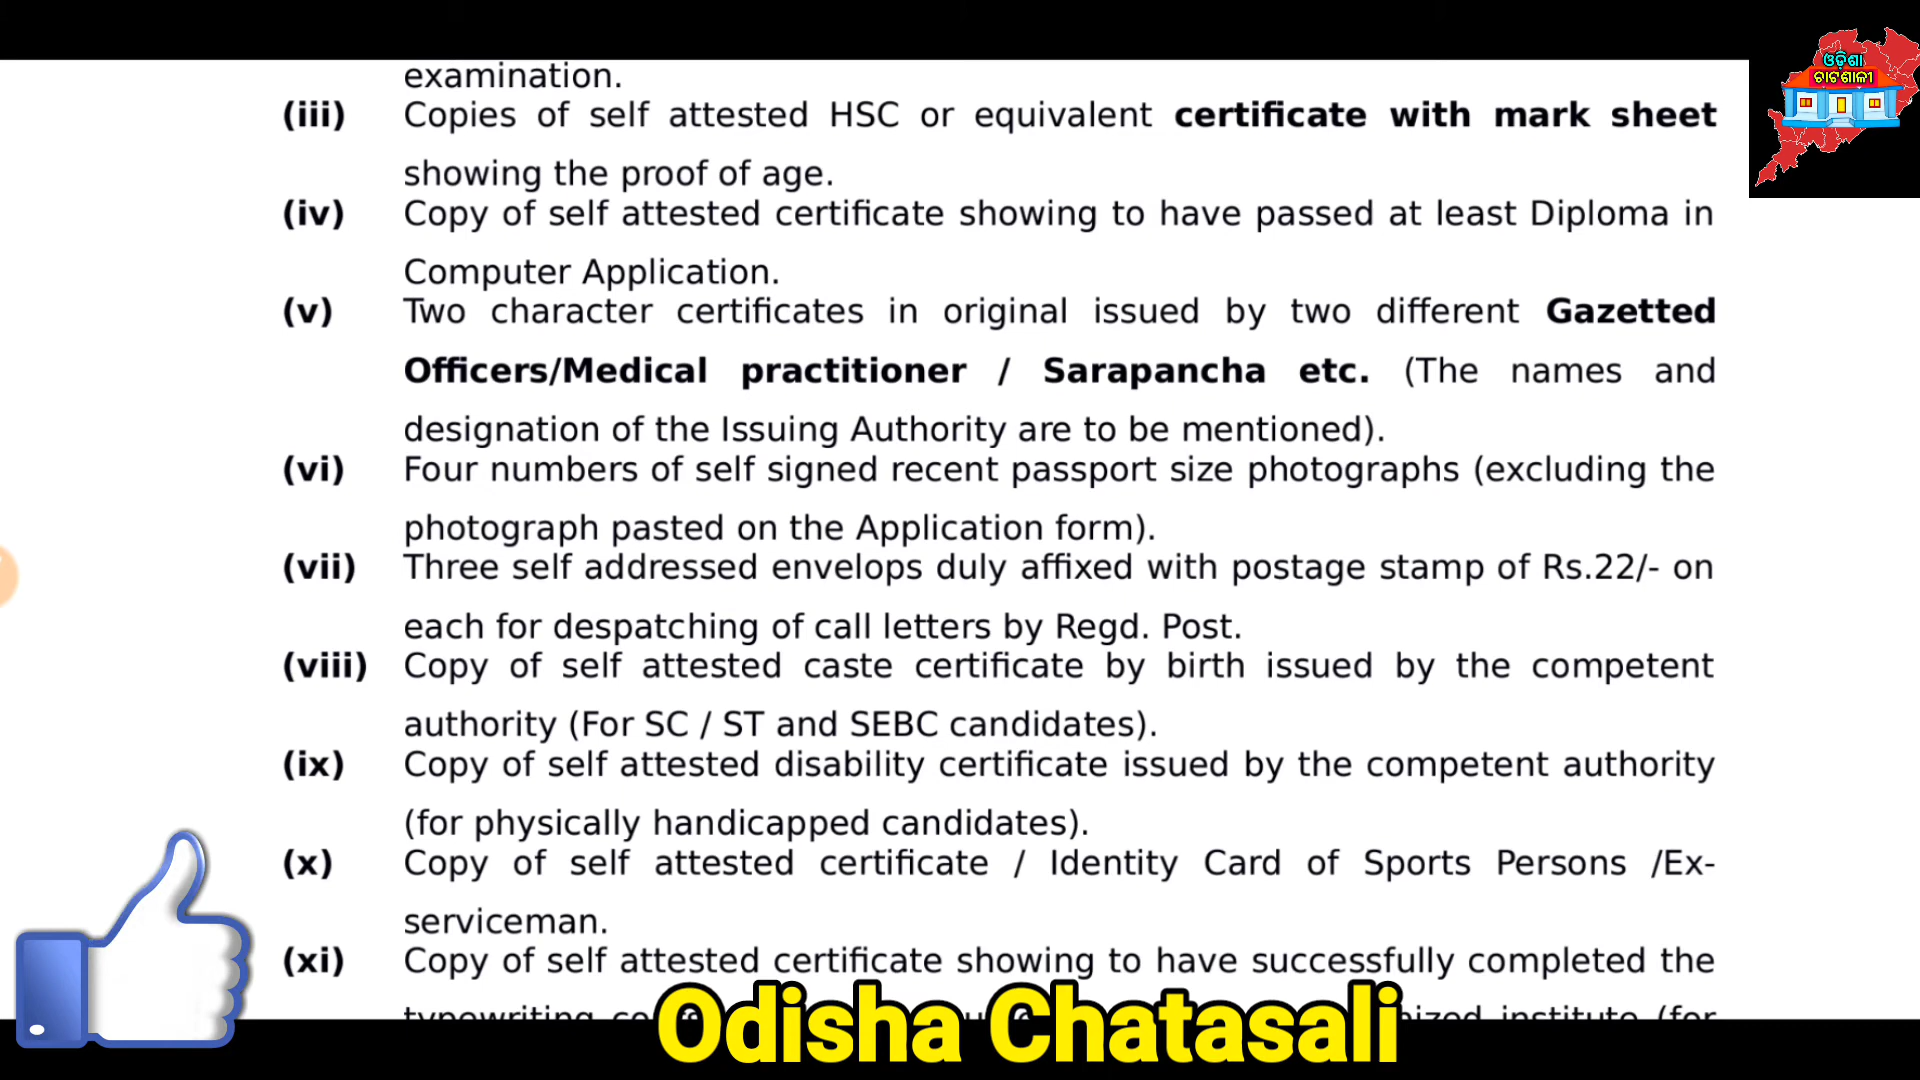 ଓଡ଼ିଶା
ଚାଟଶାଳୀ
examination.
(iii) Copies of self attested HSC or equivalent certificate with mark sheet
showing the proof of age.
(iv) Copy of self attested certificate showing to have passed at least Diploma in
Computer Application.
(v) Two character certificates in original issued by two different Gazetted
Officers/Medical practitioner / Sarapancha etc. (The names and
designation of the Issuing Authority are to be mentioned).
(vi) Four numbers of self signed recent passport size photographs (excluding the
photograph pasted on the Application form).
(vii) Three self addressed envelops duly affixed with postage stamp of Rs.22/- on
each for despatching of call letters by Regd. Post.
(viii) Copy of self attested caste certificate by birth issued by the competent
authority (For SC / ST and SEBC candidates).
(ix) Copy of self attested disability certificate issued by the competent authority
(for physically handicapped candidates).
(x) Copy of self attested certificate / Identity Card of Sports Persons /Ex-
serviceman.
(xi) Copy of self attested certificate showing to have successfully completed the
typewriting institute (for
Odisha Chatasali